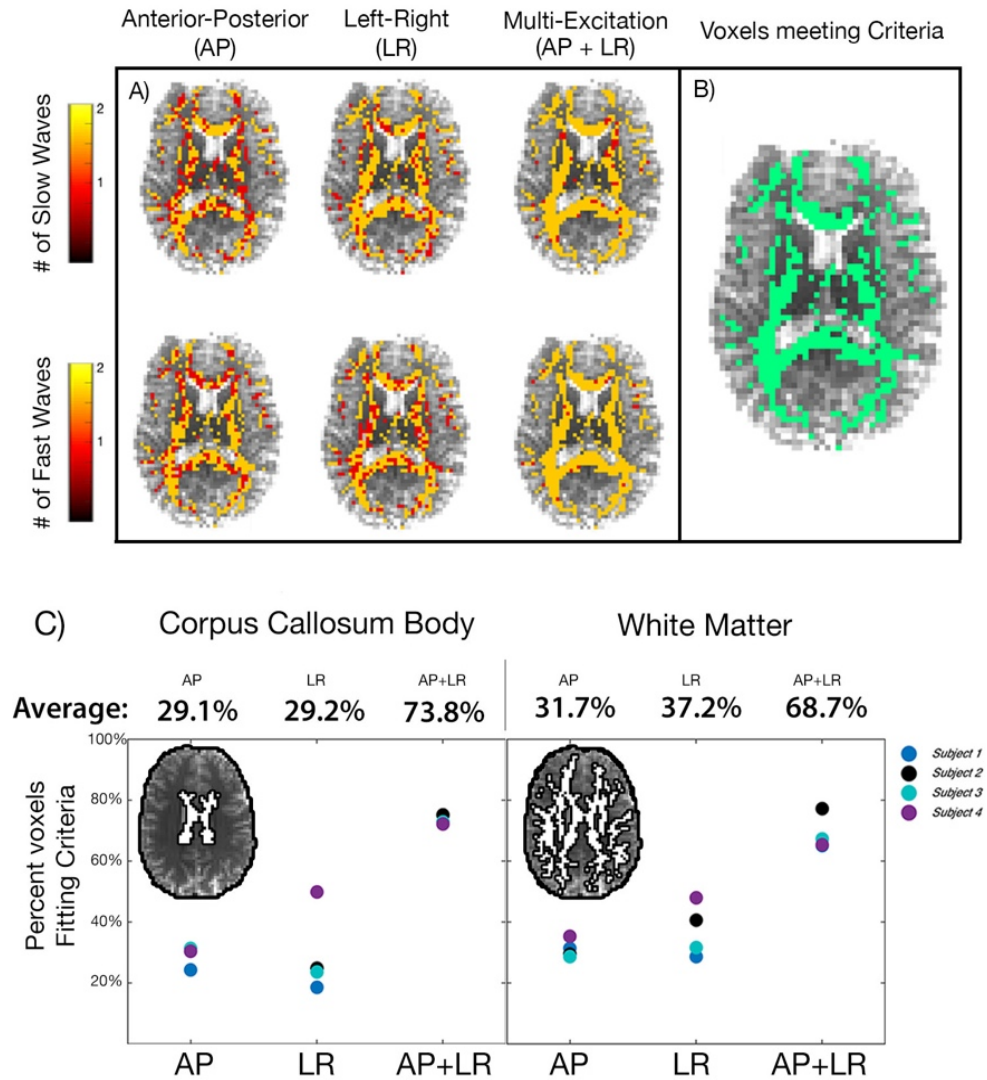 Anterior-Posterior
(AP)
Left-Right
(LR)
Multi-Excitation
(AP + LR)
Voxels meeting Criteria
A)
B)
# of Slow Waves
2
1
# of Fast Waves
2
1
C)
Corpus Callosum Body
White Matter
AP
LR
AP+LR
AP
LR
AP+LR
Average:
29.1%
29.2%
73.8%
31.7%
37.2%
68.7%
Percent voxels
Fitting Criteria
100%
80%
60%
40%
20%
Subject 1
Subject 2
Subject 3
Subject 4
AP
LR
AP+LR
AP
LR
AP+LR